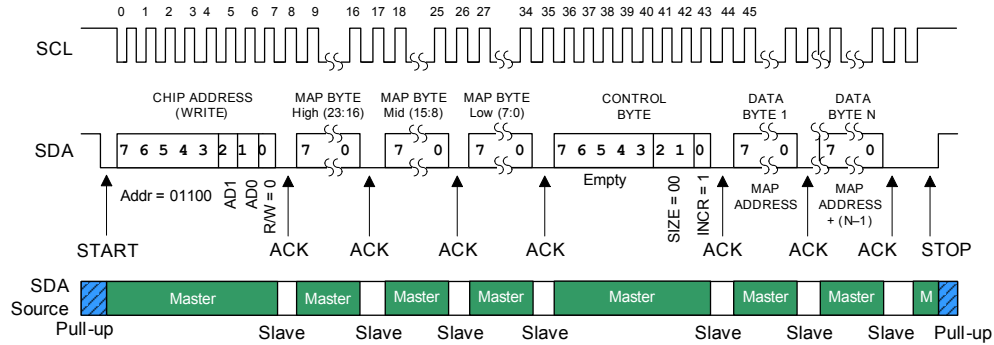 0 1 2 3 4 5 6 7 8 9 16 17 18 25 26 27 34 35 36 37 38 39 40 41 42 43 44 45
SCL
CHIP ADDRESS (WRITE)
MAP BYTE High (23:16)
MAP BYTE Mid (15:8)
MAP BYTE Low (7:0)
CONTROL BYTE
DATA BYTE 1
DATA BYTE N
SDA
7 6 5 4 3 2 1 0 7 0 7 0 7 0 7 6 5 4 3 2 1 0 7 0 7 0
Addr = 01100
AD1
AD0
R/W = 0
Empty
SIZE = 00
INCR = 1
MAP ADDRESS
MAP ADDRESS + (N–1)
START ACK ACK ACK ACK ACK ACK ACK STOP
SDA Source
Master Master Master Master Master Master Master M
Pull-up Slave Slave Slave Slave Slave Slave Slave Pull-up